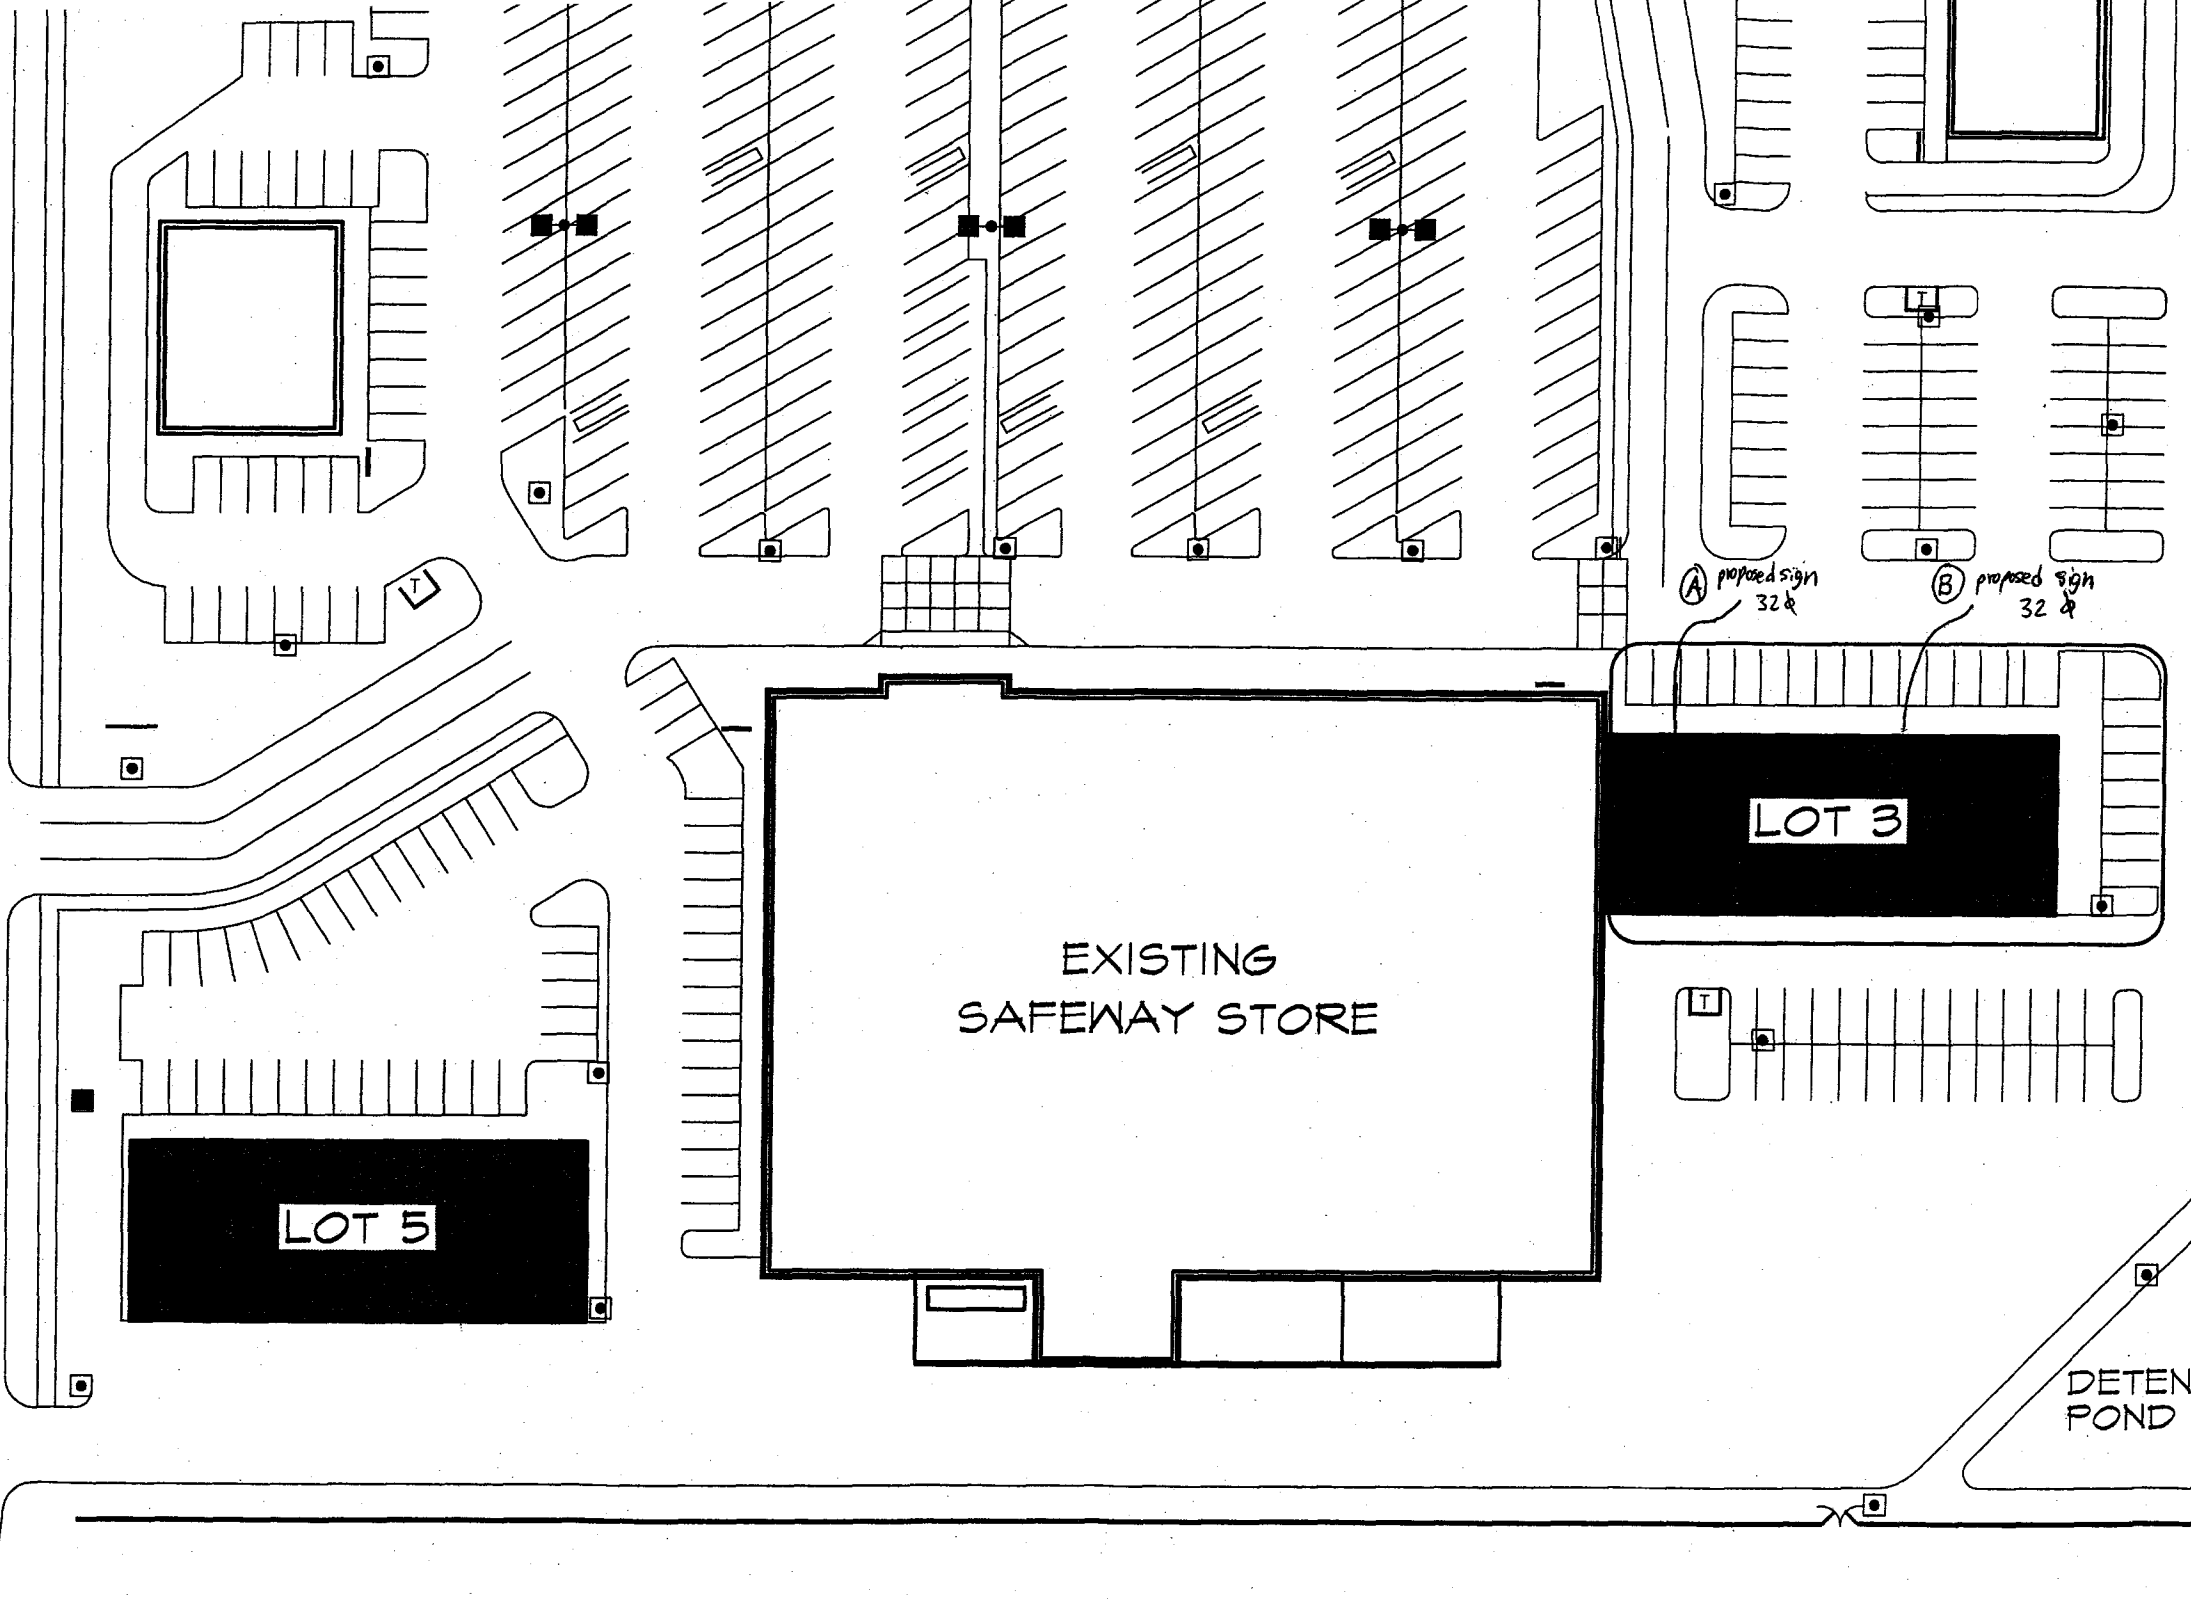 T
T
Ⓐ proposed sign
32 ⌀
Ⓑ proposed sign
32 ⌀
LOT 3
EXISTING
SAFEWAY STORE
T
LOT 5
DETEN
POND